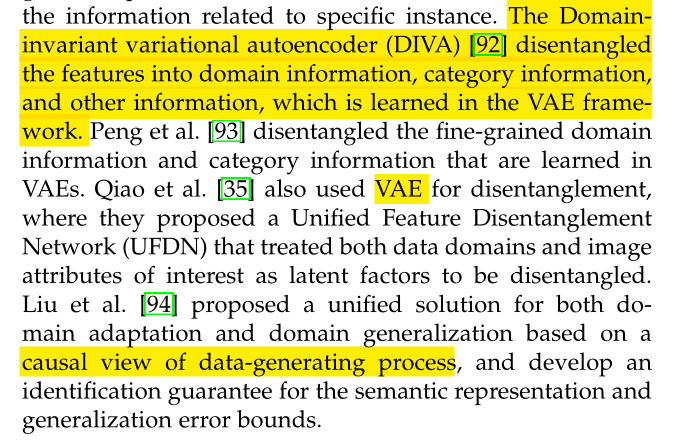 the information related to specific instance. The Domain-
invariant variational autoencoder (DIVA) [92] disentangled
the features into domain information, category information,
and other information, which is learned in the VAE frame-
work. Peng et al. [93] disentangled the fine-grained domain
information and category information that are learned in
VAEs. Qiao et al. [35] also used VAE for disentanglement,
where they proposed a Unified Feature Disentanglement
Network (UFDN) that treated both data domains and image
attributes of interest as latent factors to be disentangled.
Liu et al. [94] proposed a unified solution for both do-
main adaptation and domain generalization based on a
causal view of data-generating process, and develop an
identification guarantee for the semantic representation and
generalization error bounds.